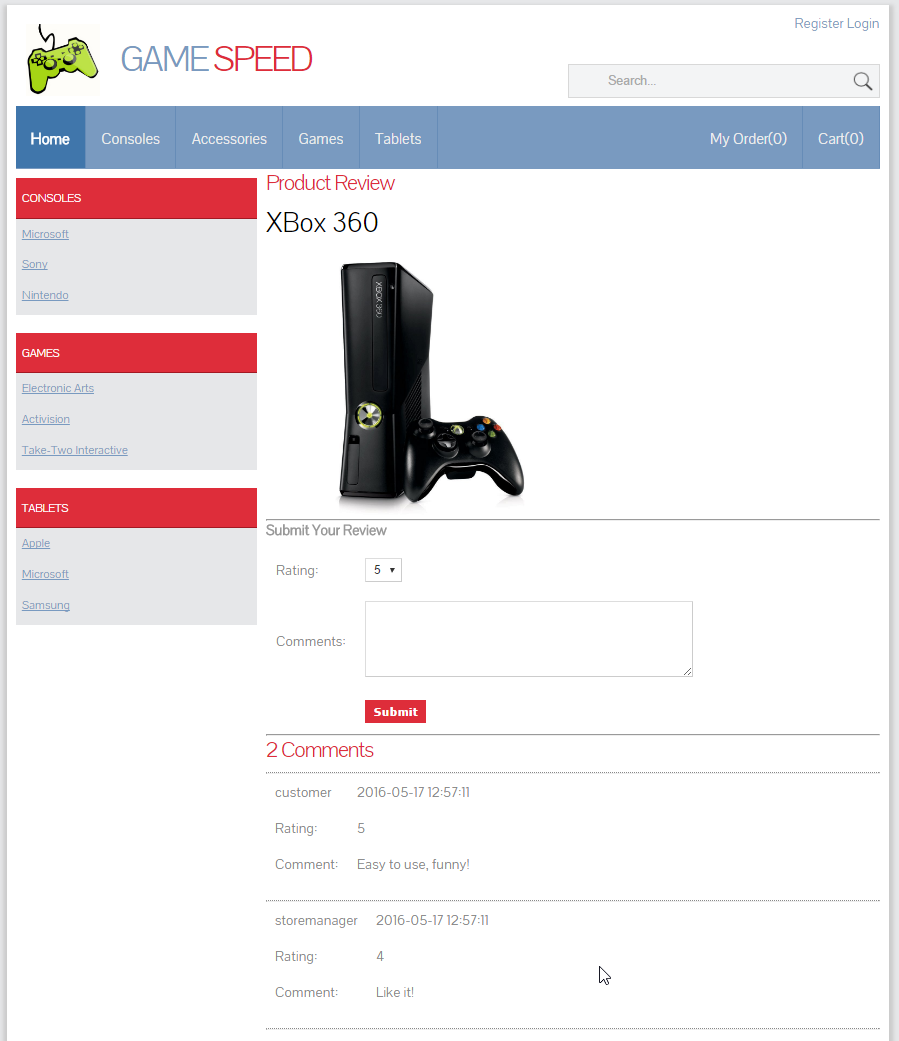 Register Login
GAME SPEED
Search...
Home Consoles Accessories Games Tablets My Order(0) Cart(0)
CONSOLES
Microsoft
Sony
Nintendo
GAMES
Electronic Arts
Activision
Take-Two Interactive
TABLETS
Apple
Microsoft
Samsung
Product Review
XBox 360
XBOX 360
Submit Your Review
Rating: 5
Comments:
Submit
2 Comments
customer 2016-05-17 12:57:11
Rating: 5
Comment: Easy to use, funny!
storemanager 2016-05-17 12:57:11
Rating: 4
Comment: Like it!